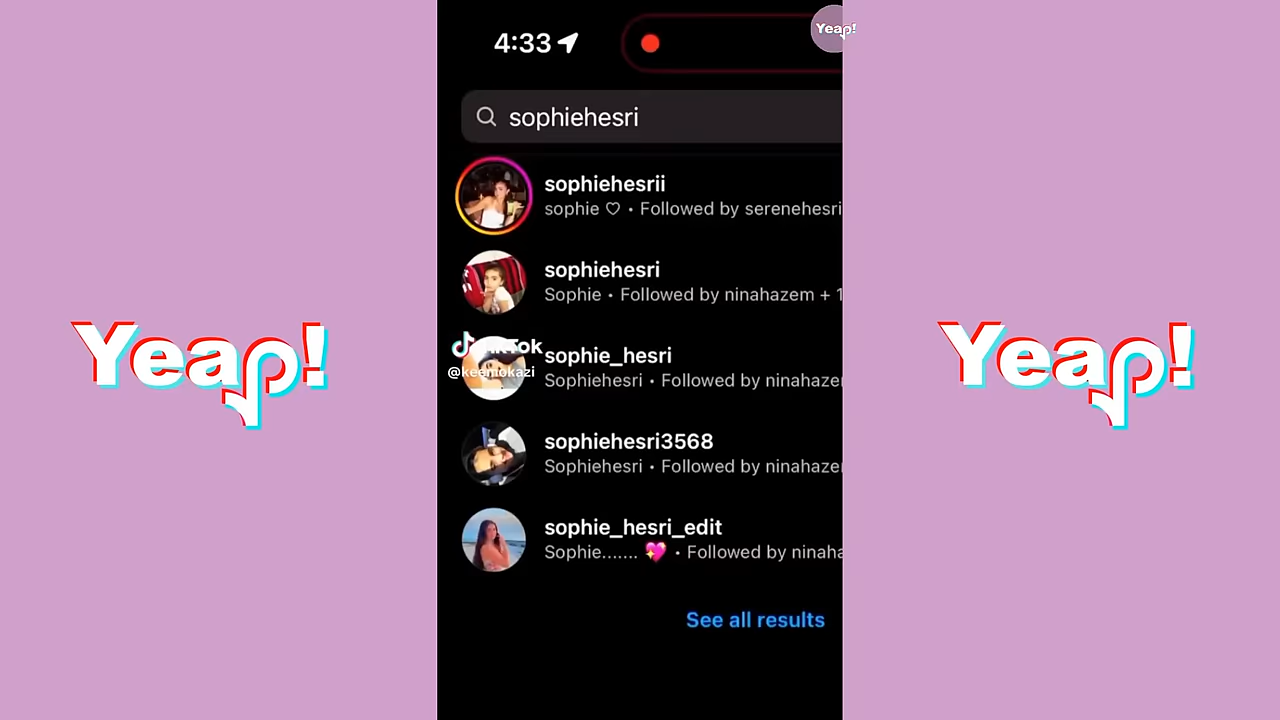 4:33
Yeap!
sophiehesri
sophiehesrii
sophie ♡ • Followed by serenehesri
sophiehesri
Sophie • Followed by ninahazem + 1
TikTok
@keemokazi
sophie_hesri
Sophiehesri • Followed by ninahazem
sophiehesri3568
Sophiehesri • Followed by ninahazem
sophie_hesri_edit
Sophie....... 💖 • Followed by ninaha
See all results
Yeap!
Yeap!